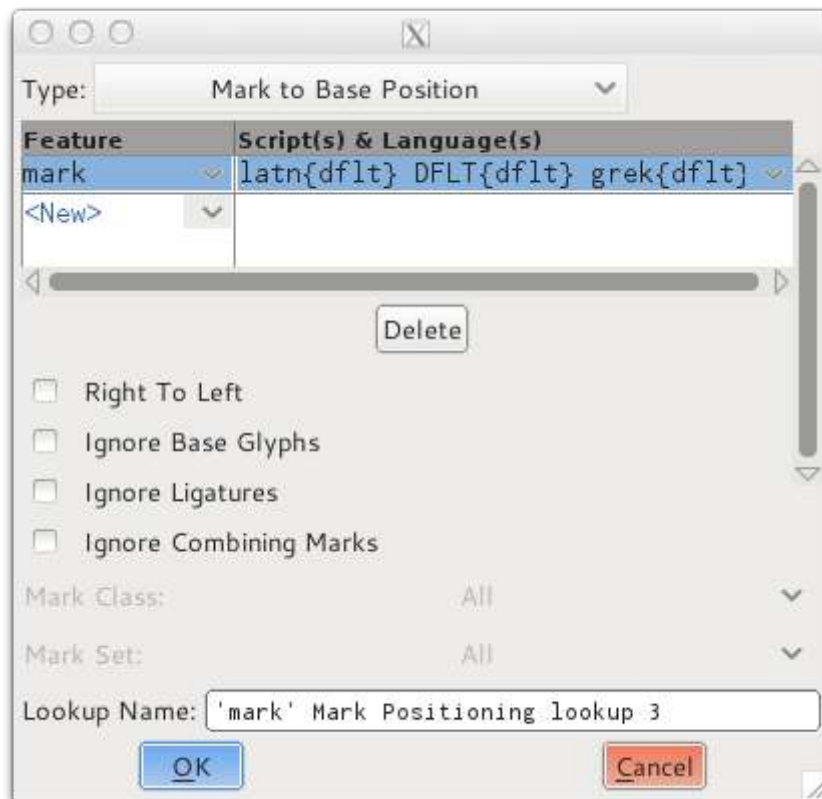 Type: Mark to Base Position
Feature Script(s) & Language(s)
mark latn{dflt} DFLT{dflt} grek{dflt}
<New>
Delete
Right To Left
Ignore Base Glyphs
Ignore Ligatures
Ignore Combining Marks
Mark Class: All
Mark Set: All
Lookup Name: 'mark' Mark Positioning lookup 3
OK Cancel